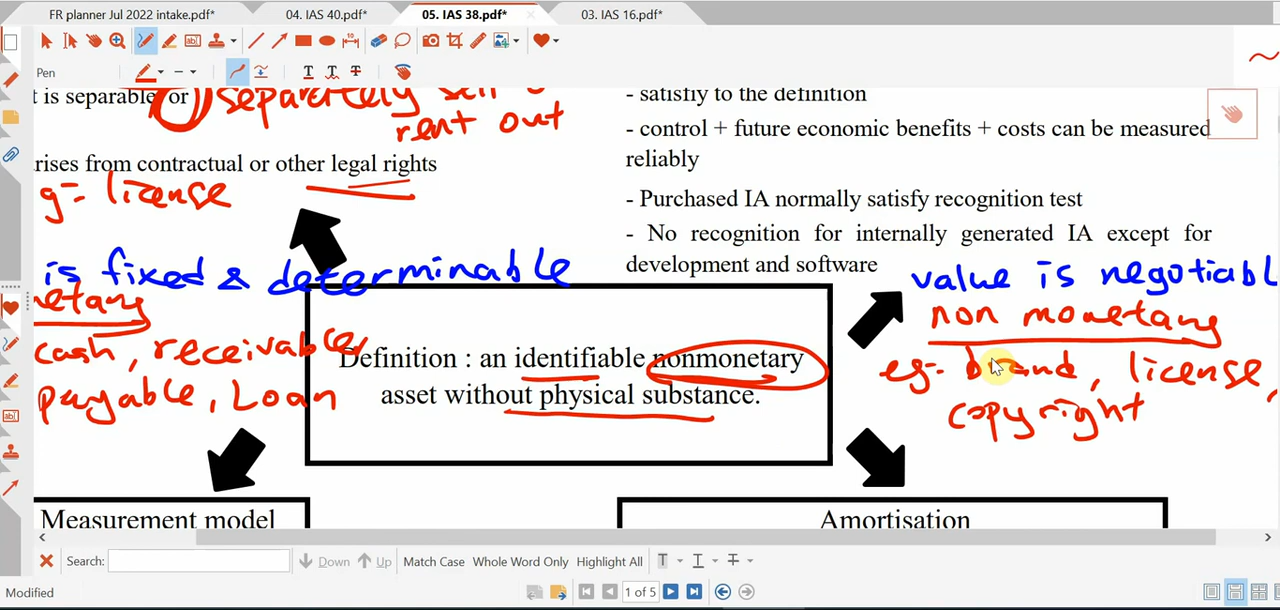 FR planner Jul 2022 intake.pdf*
04. IAS 40.pdf*
05. IAS 38.pdf*
03. IAS 16.pdf*
Pen
t is separable or
separately sell o
rent out
rises from contractual or other legal rights
g= license
is fixed & determinable
netary
cash, receivable,
payable, Loan
- satisfiy to the definition
- control + future economic benefits + costs can be measured
reliably
- Purchased IA normally satisfy recognition test
- No recognition for internally generated IA except for
development and software
value is negotiabl
non monetary
eg- brand, license,
copyright
Definition : an identifiable nonmonetary
asset without physical substance.
Measurement model
Amortisation
Search:
Down
Up
Match Case
Whole Word Only
Highlight All
Modified
1 of 5